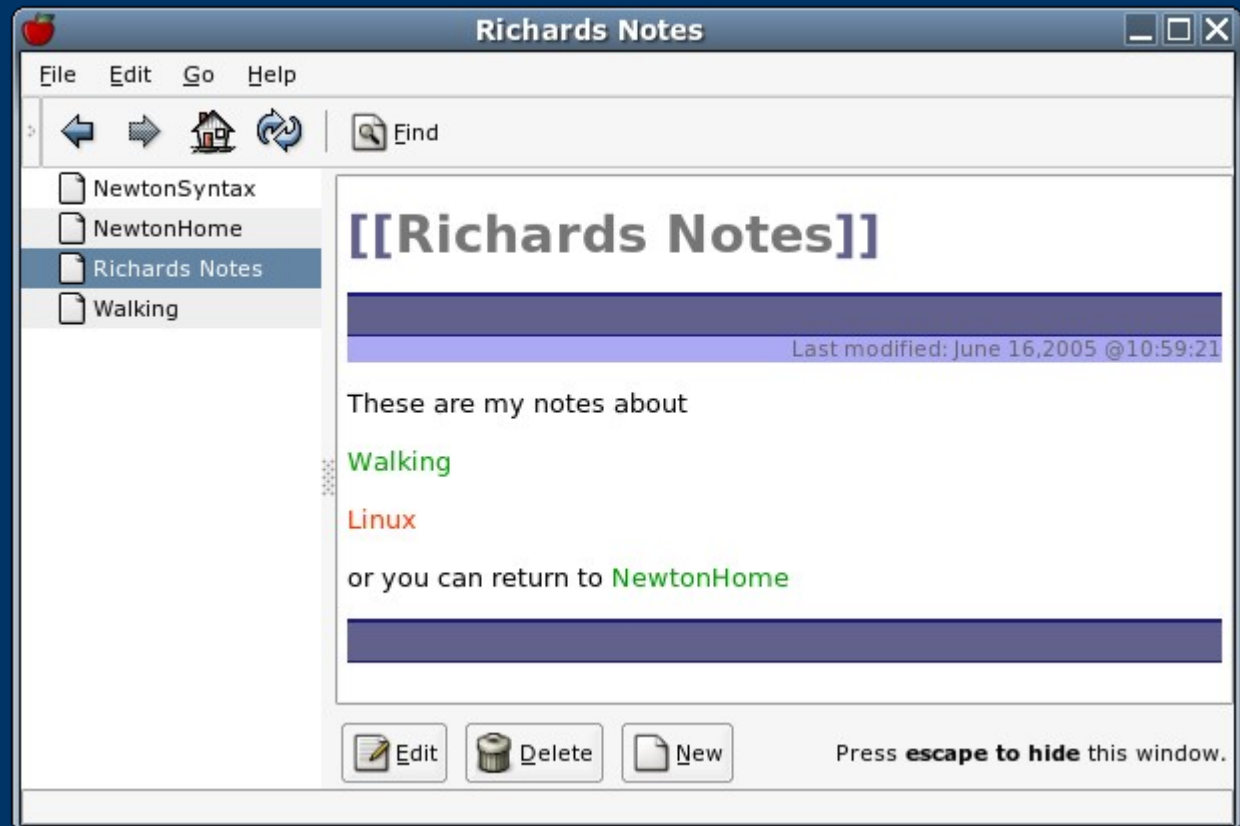 Richards Notes
File Edit Go Help
Find
NewtonSyntax
NewtonHome
Richards Notes
Walking
[[Richards Notes]]
Last modified: June 16,2005 @10:59:21
These are my notes about
Walking
Linux
or you can return to NewtonHome
Edit Delete New Press escape to hide this window.